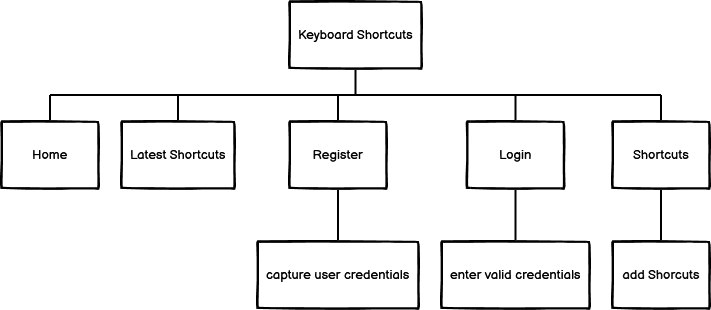 Keyboard Shortcuts
Home
Latest Shortcuts
Register
Login
Shortcuts
capture user credentials
enter valid credentials
add Shorcuts